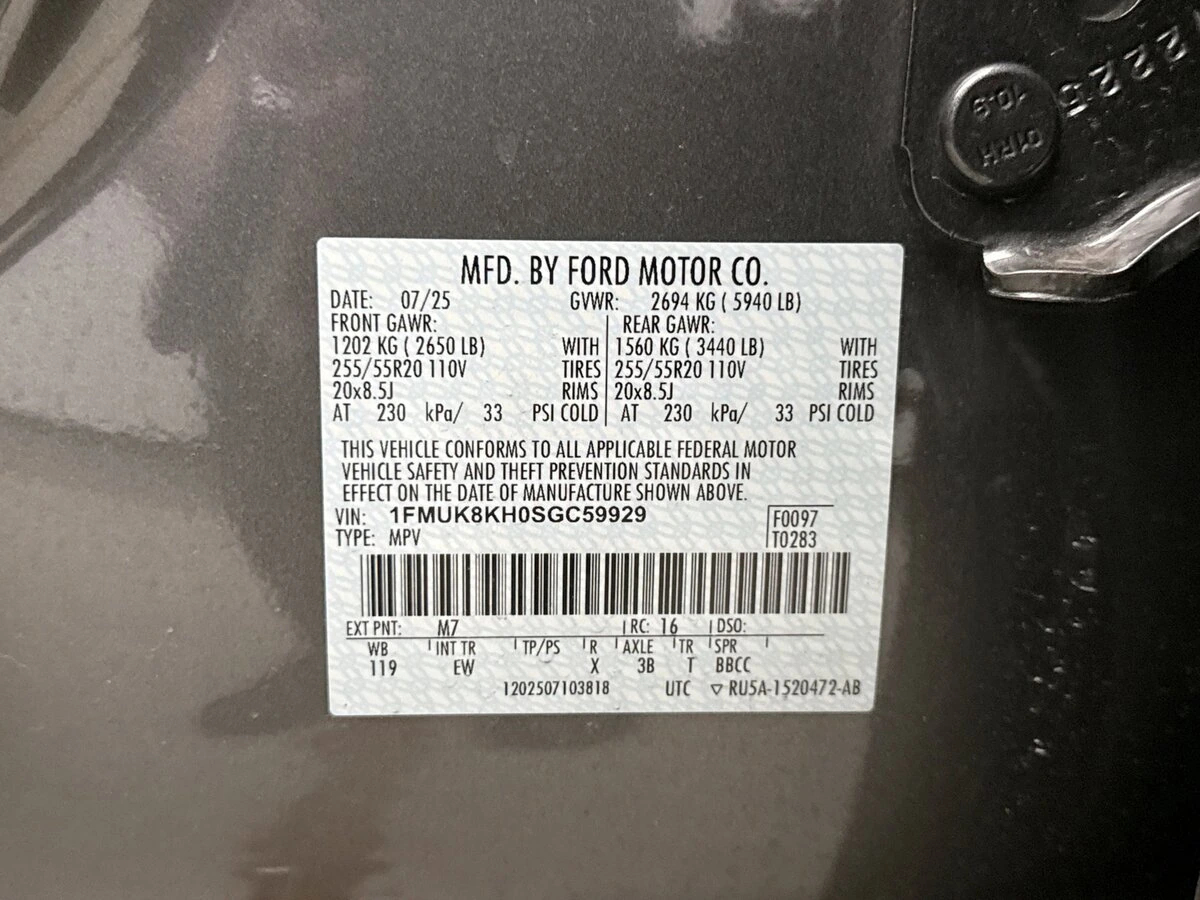 2225
10.9
01RH
MFD. BY FORD MOTOR CO.
DATE: 07/25 GVWR: 2694 KG ( 5940 LB)
FRONT GAWR: REAR GAWR:
1202 KG ( 2650 LB) WITH 1560 KG ( 3440 LB) WITH
255/55R20 110V TIRES 255/55R20 110V TIRES
20x8.5J RIMS 20x8.5J RIMS
AT 230 kPa/ 33 PSI COLD AT 230 kPa/ 33 PSI COLD
THIS VEHICLE CONFORMS TO ALL APPLICABLE FEDERAL MOTOR
VEHICLE SAFETY AND THEFT PREVENTION STANDARDS IN
EFFECT ON THE DATE OF MANUFACTURE SHOWN ABOVE.
VIN: 1FMUK8KH0SGC59929 F0097
TYPE: MPV T0283
EXT PNT: M7 RC: 16 DSO:
WB INT TR TP/PS R AXLE TR SPR
119 EW X 3B T BBCC
1202507103818 UTC ▽ RU5A-1520472-AB